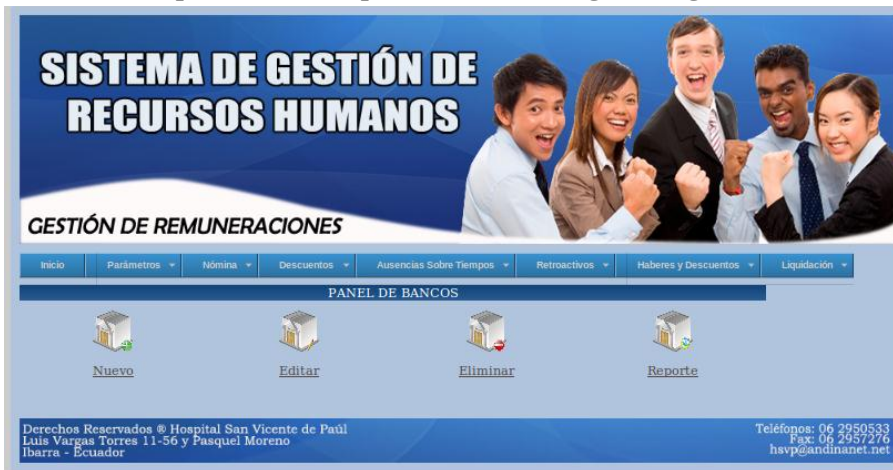 SISTEMA DE GESTIÓN DE
RECURSOS HUMANOS
GESTIÓN DE REMUNERACIONES
Inicio Parámetros Nómina Descuentos Ausencias Sobre Tiempos Retroactivos Haberes y Descuentos Liquidación
PANEL DE BANCOS
Nuevo Editar Eliminar Reporte
Derechos Reservados ® Hospital San Vicente de Paúl
Luis Vargas Torres 11-56 y Pasquel Moreno
Ibarra - Ecuador
Teléfonos: 06 2950533
Fax: 06 2957276
hsvp@andinanet.net